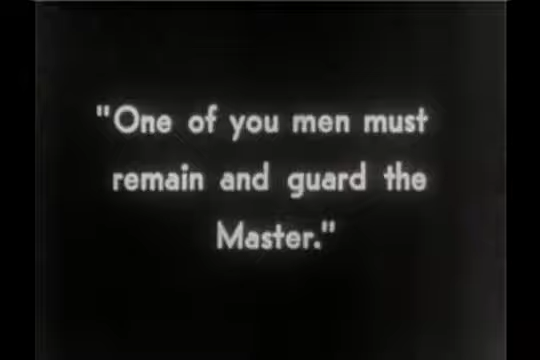 "One of you men must
remain and guard the
Master."